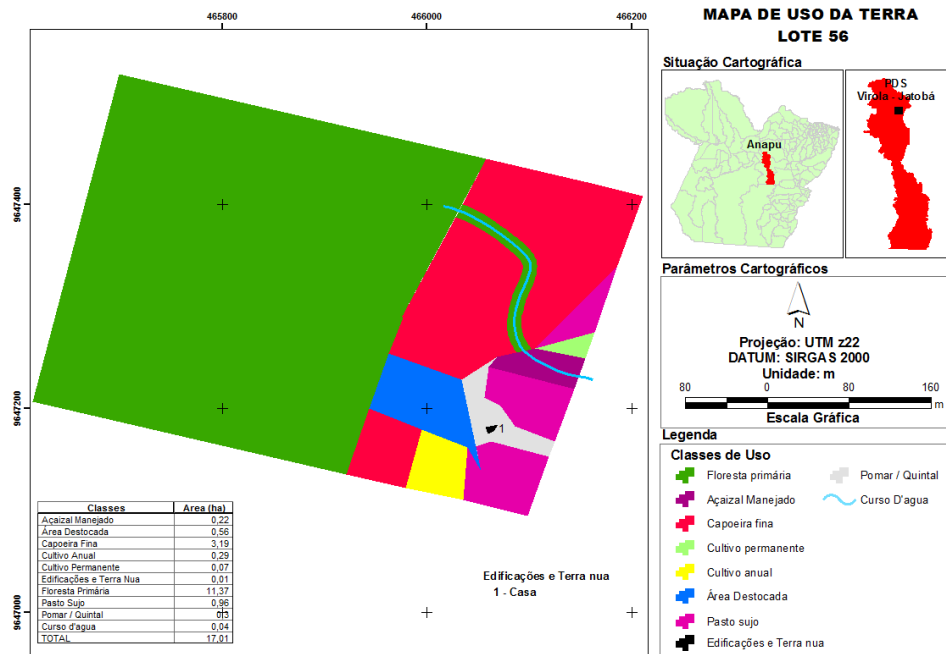 MAPA DE USO DA TERRA
LOTE 56
465800 466000 466200
9647400
9647200
9647000
1
Edificações e Terra nua
1 - Casa
Classes Area (ha)
Açaizal Manejado 0,22
Área Destocada 0,56
Capoeira Fina 3,19
Cultivo Anual 0,29
Cultivo Permanente 0,07
Edificações e Terra Nua 0,01
Floresta Primária 11,37
Pasto Sujo 0,96
Pomar / Quintal 0,3
Curso d'agua 0,04
TOTAL 17,01
Situação Cartográfica
Anapu
PDS
Virola - Jatobá
Parâmetros Cartográficos
N
Projeção: UTM z22
DATUM: SIRGAS 2000
Unidade: m
80 0 80 160
m
Escala Gráfica
Legenda
Classes de Uso
Floresta primária
Açaizal Manejado
Capoeira fina
Cultivo permanente
Cultivo anual
Área Destocada
Pasto sujo
Edificações e Terra nua
Pomar / Quintal
Curso D'agua